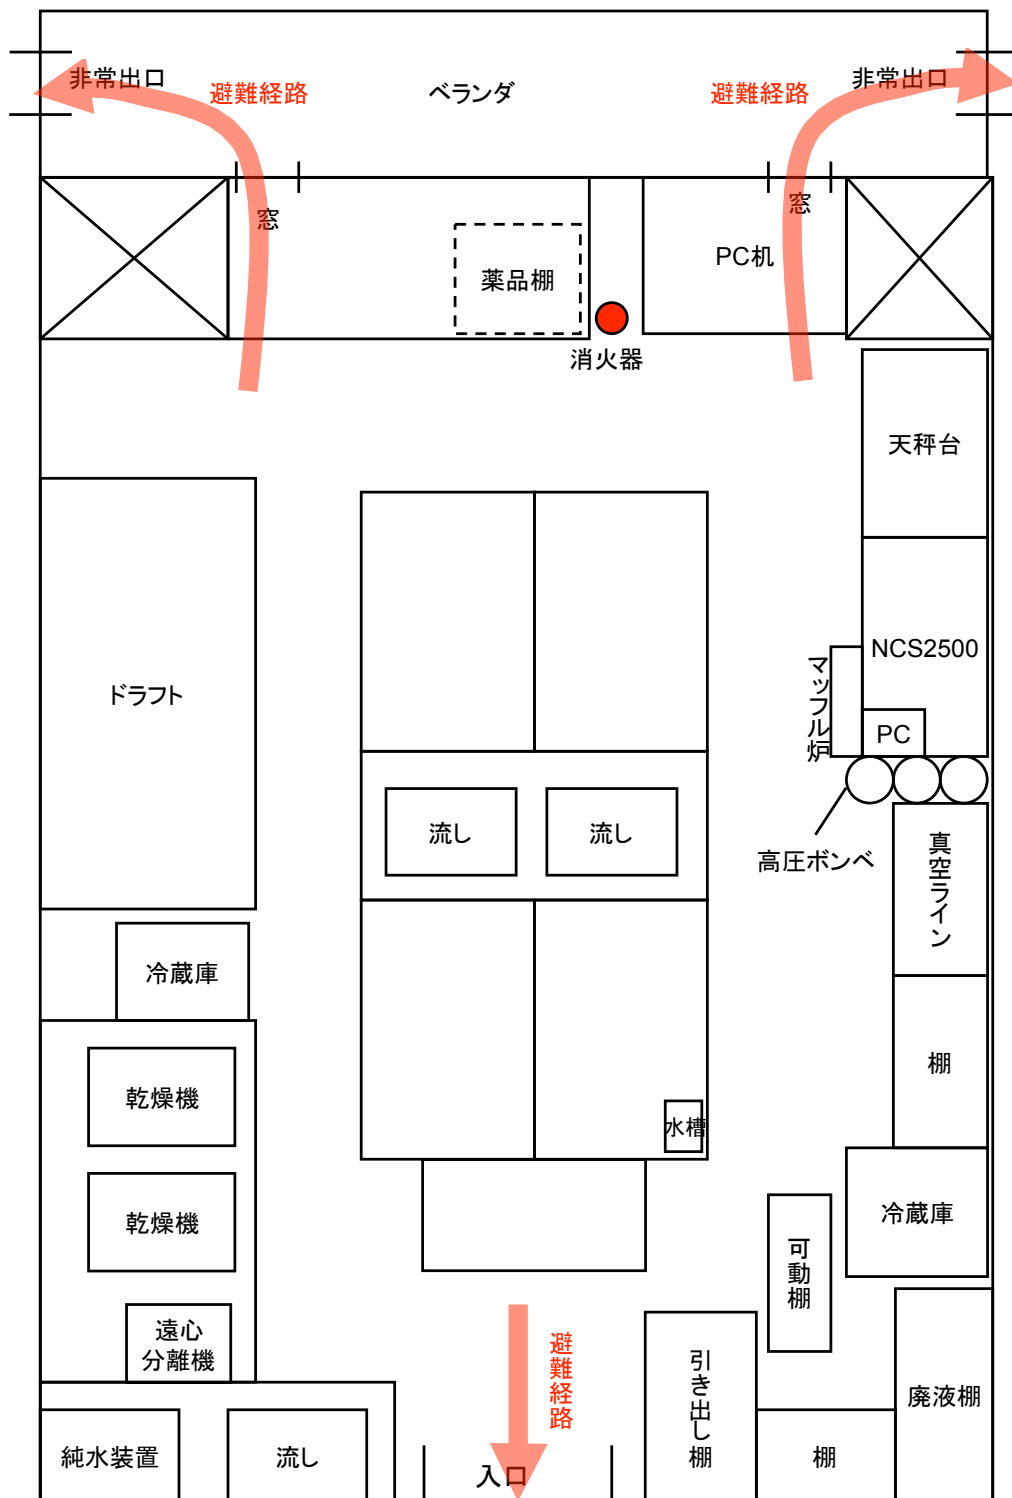 非常出口
避難経路
ベランダ
避難経路
非常出口
窓
窓
薬品棚
PC机
消火器
天秤台
NCS2500
マッフル炉
PC
ドラフト
流し
流し
高圧ボンベ
真空ライン
冷蔵庫
棚
乾燥機
水槽
乾燥機
冷蔵庫
可動棚
遠心
分離機
避難経路
引き出し棚
廃液棚
純水装置
流し
入口
棚